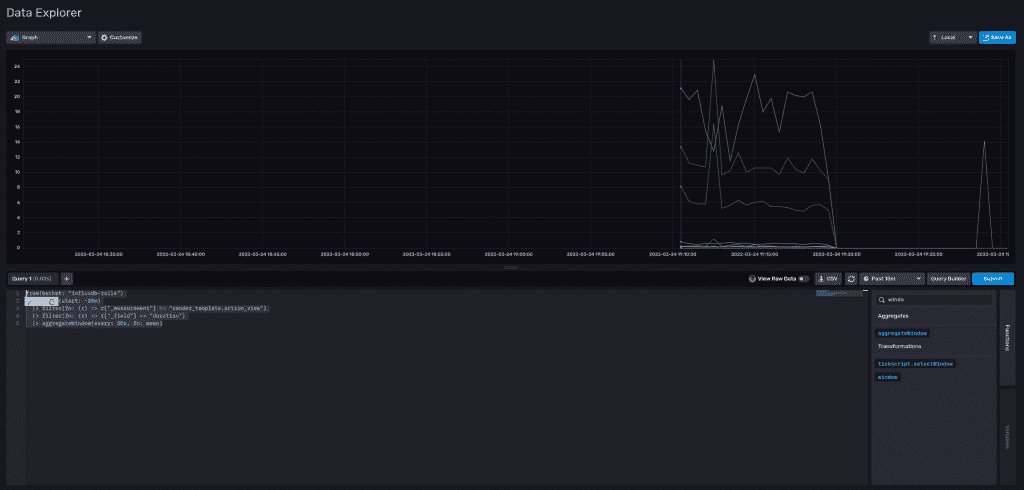 Data Explorer
Graph
Customize
Local
Save As
24
22
20
18
16
14
12
10
8
6
4
2
0
2022-03-24 18:35:00
2022-03-24 18:40:00
2022-03-24 18:45:00
2022-03-24 18:50:00
2022-03-24 18:55:00
2022-03-24 19:00:00
2022-03-24 19:05:00
2022-03-24 19:10:00
2022-03-24 19:15:00
2022-03-24 19:20:00
2022-03-24 19:25:00
2022-03-24 1
Query 1 (0.02s)
+
View Raw Data
CSV
Past 15m
Query Builder
Submit
1 from(bucket: "influxdb-rails")
2 (start:
3 |> filter(fn: (r) => r["_measurement"] == "render_template.action_view")
4 |> filter(fn: (r) => r["_field"] == "duration")
5 |> aggregateWindow(every: 30s, fn: mean)
windo
Aggregates
aggregateWindow
Transformations
tickscript.selectWindow
window
Functions
Variables